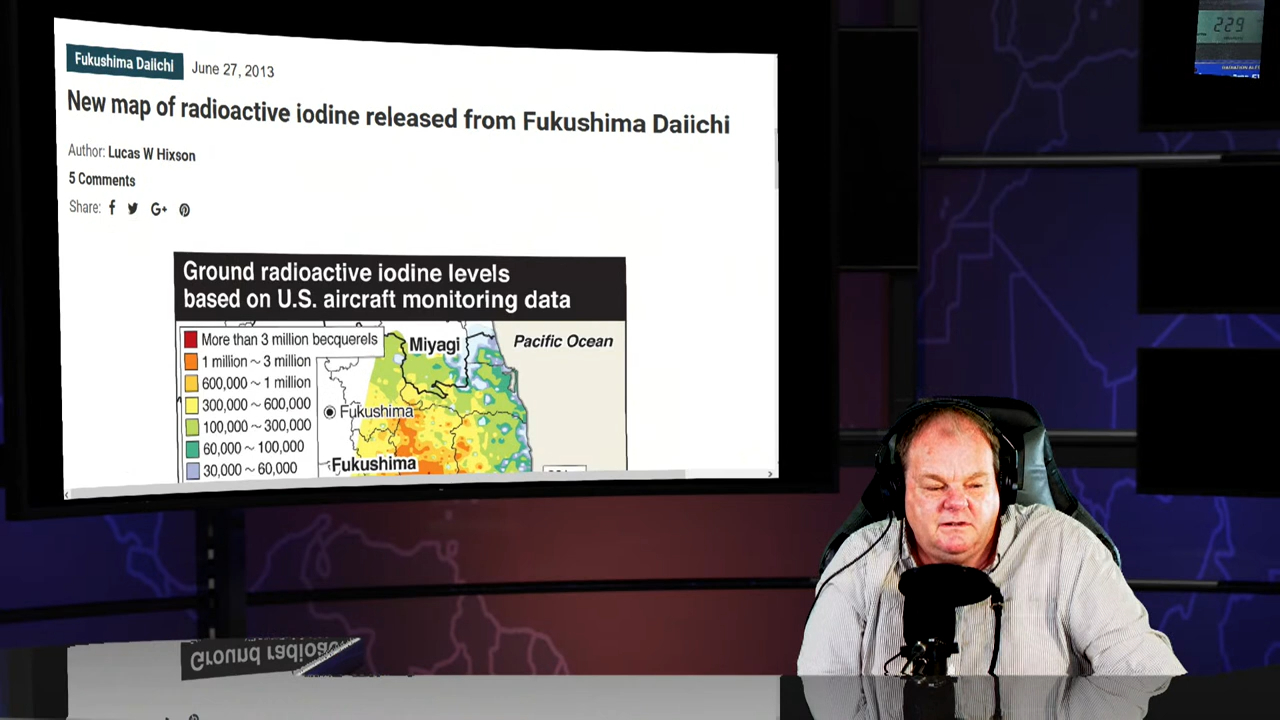 Fukushima Daiichi June 27, 2013
New map of radioactive iodine released from Fukushima Daiichi
Author: Lucas W Hixson
5 Comments
Share:
Ground radioactive iodine levels
based on U.S. aircraft monitoring data
More than 3 million becquerels
1 million ~ 3 million
600,000 ~ 1 million
300,000 ~ 600,000
100,000 ~ 300,000
60,000 ~ 100,000
30,000 ~ 60,000
Miyagi
Pacific Ocean
Fukushima
Fukushima
229
Ground radioac